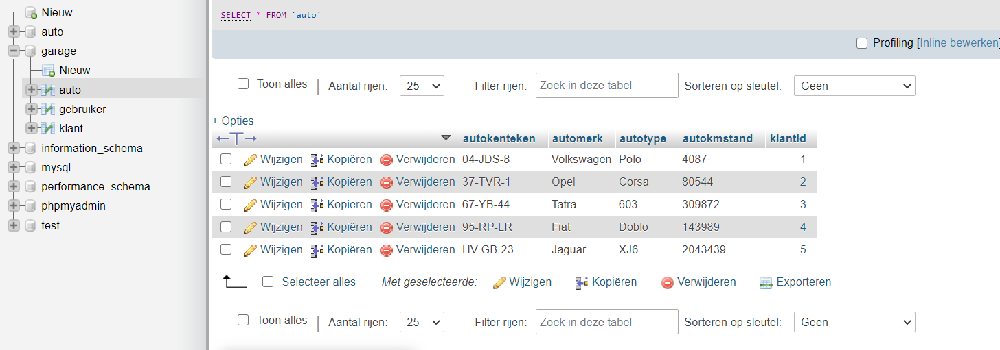 Nieuw
auto
garage
Nieuw
auto
gebruiker
klant
information_schema
mysql
performance_schema
phpmyadmin
test
SELECT * FROM `auto`
Profiling [Inline bewerken]
Toon alles | Aantal rijen: 25 Filter rijen: Zoek in deze tabel Sorteren op sleutel: Geen
+ Opties
←T→ autokenteken automerk autotype autokmstand klantid
Wijzigen Kopiëren Verwijderen 04-JDS-8 Volkswagen Polo 4087 1
Wijzigen Kopiëren Verwijderen 37-TVR-1 Opel Corsa 80544 2
Wijzigen Kopiëren Verwijderen 67-YB-44 Tatra 603 309872 3
Wijzigen Kopiëren Verwijderen 95-RP-LR Fiat Doblo 143989 4
Wijzigen Kopiëren Verwijderen HV-GB-23 Jaguar XJ6 2043439 5
Selecteer alles Met geselecteerde: Wijzigen Kopiëren Verwijderen Exporteren
Toon alles | Aantal rijen: 25 Filter rijen: Zoek in deze tabel Sorteren op sleutel: Geen